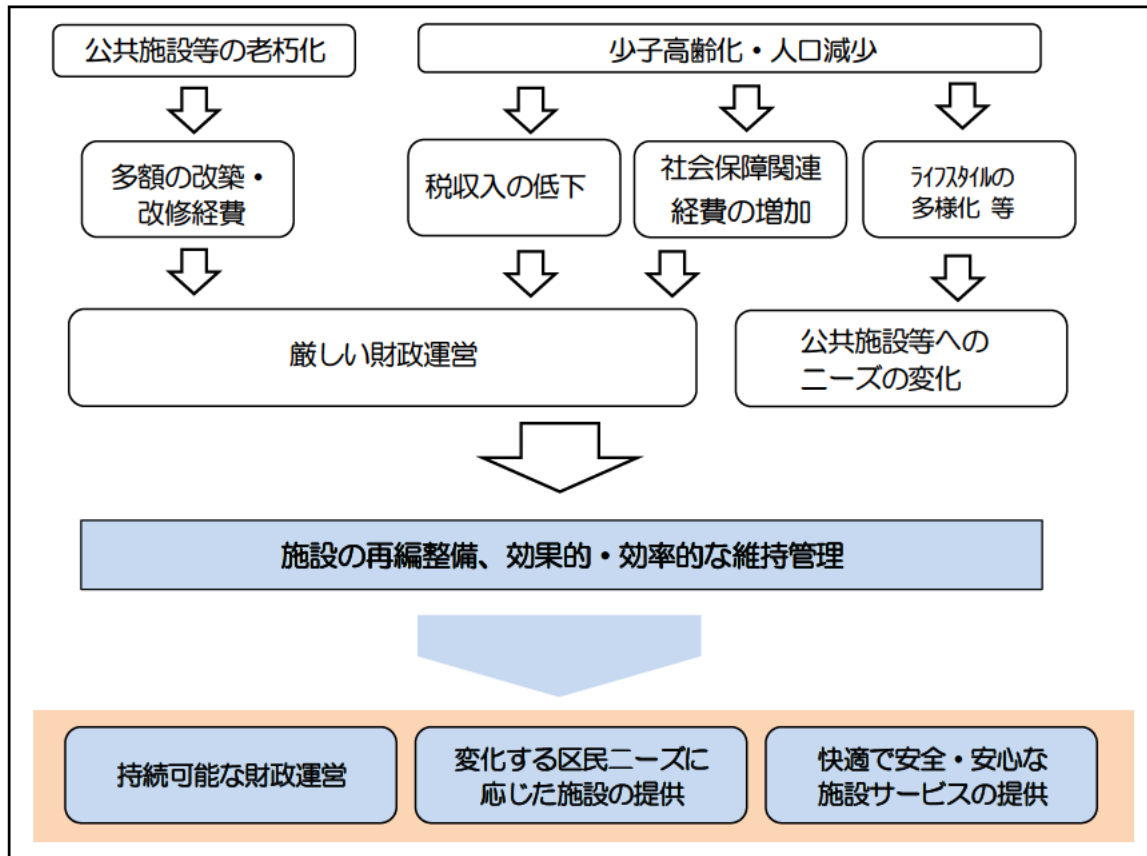 公共施設等の老朽化
少子高齢化・人口減少
多額の改築・
改修経費
税収入の低下
社会保障関連
経費の増加
ﾗｲﾌｽﾀｲﾙの
多様化 等
厳しい財政運営
公共施設等への
ニーズの変化
施設の再編整備、効果的・効率的な維持管理
持続可能な財政運営
変化する区民ニーズに
応じた施設の提供
快適で安全・安心な
施設サービスの提供